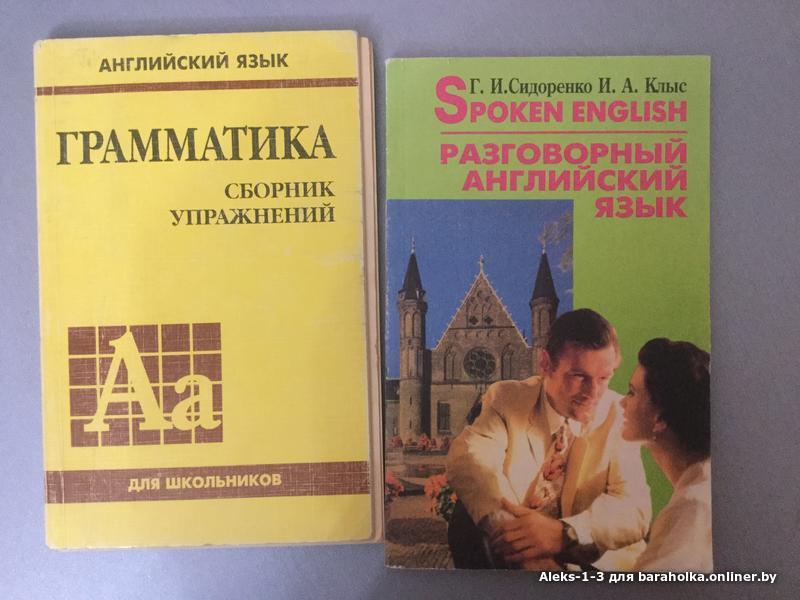 АНГЛИЙСКИЙ ЯЗЫК
ГРАММАТИКА
СБОРНИК
УПРАЖНЕНИЙ
Аа
ДЛЯ ШКОЛЬНИКОВ
Г. И.Сидоренко И. А. Клыс
SPOKEN ENGLISH
РАЗГОВОРНЫЙ
АНГЛИЙСКИЙ
ЯЗЫК
Aleks-1-3 для baraholka.onliner.by